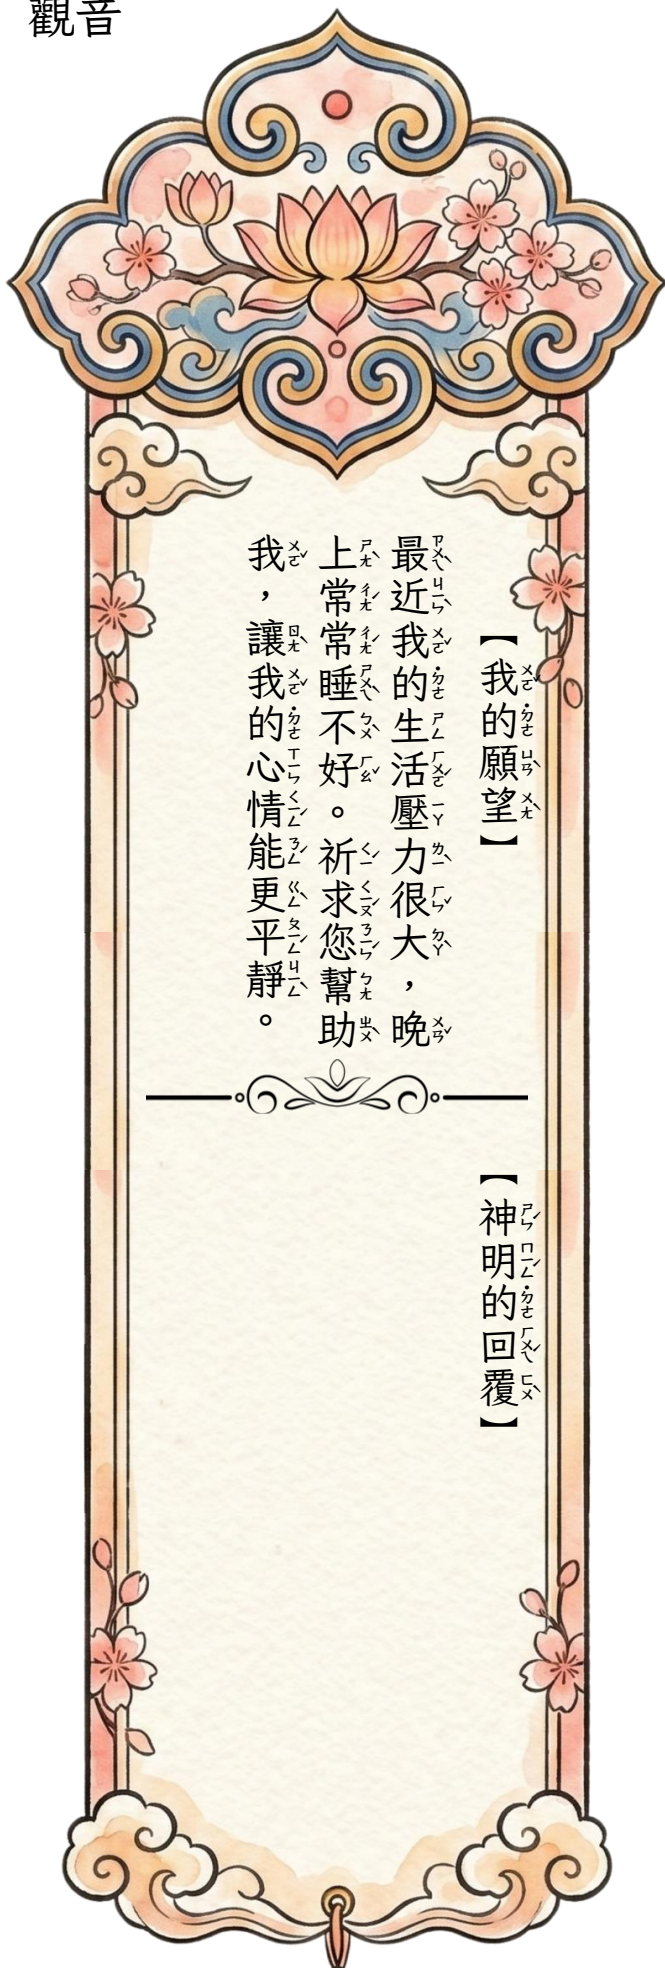 觀音
【我的願望】
最近我的生活壓力很大，晚
上常常睡不好。祈求您幫助
我，讓我的心情能更平靜。
【神明的回覆】